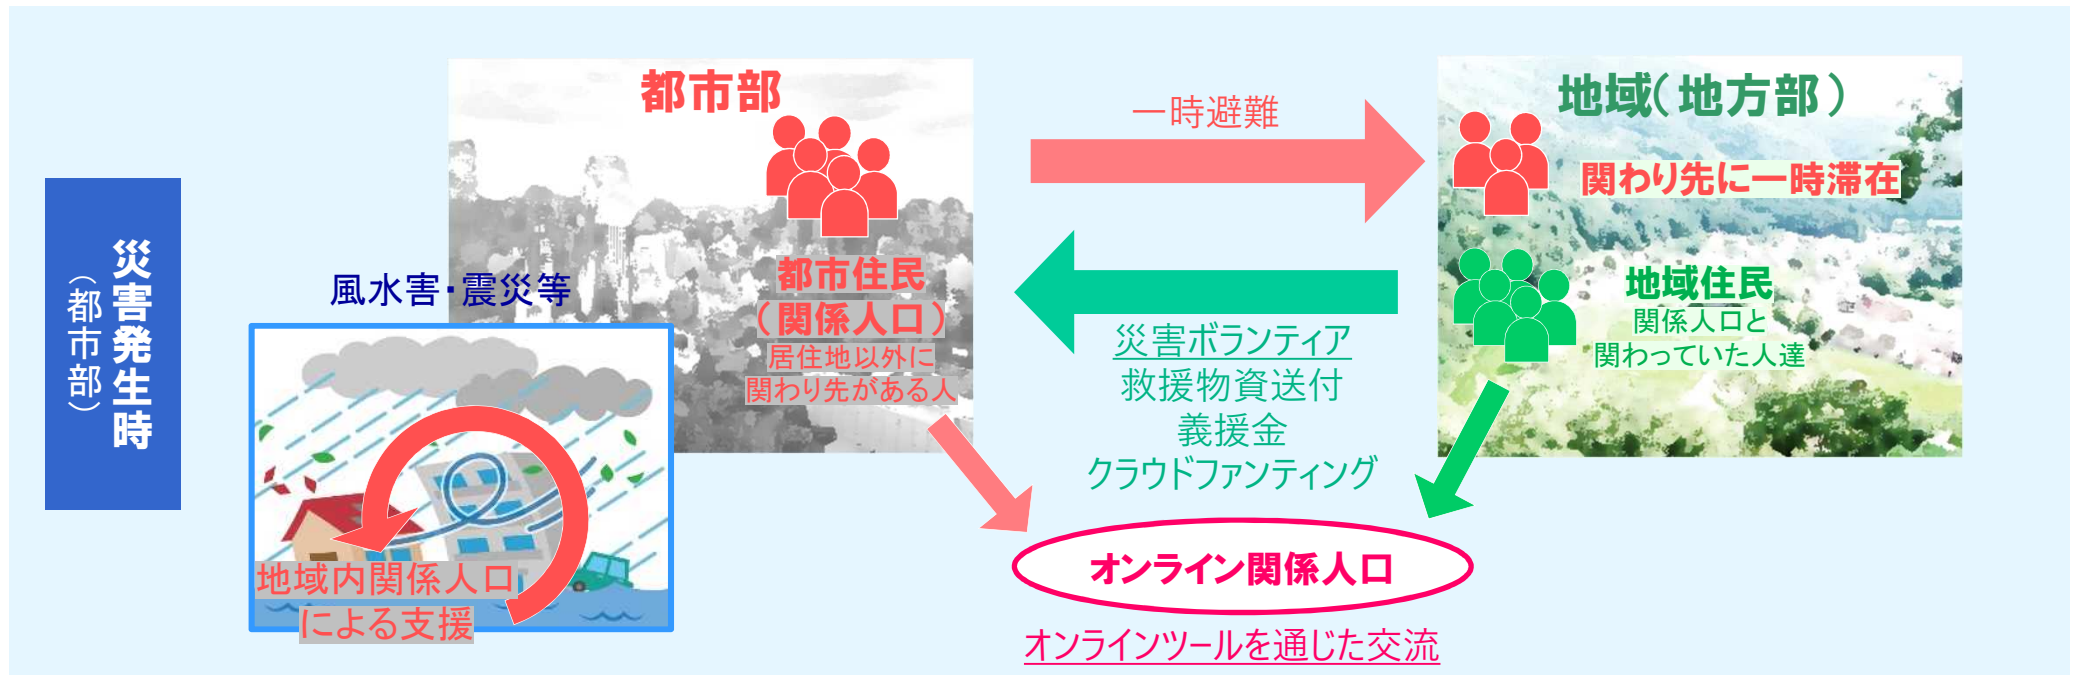 災害発生時
（都市部）
都市部
風水害・震災等
都市住民
（関係人口）
居住地以外に
関わり先がある人
地域内関係人口
による支援
一時避難
災害ボランティア
救援物資送付
義援金
クラウドファンティング
地域（地方部）
関わり先に一時滞在
地域住民
関係人口と
関わっていた人達
オンライン関係人口
オンラインツールを通じた交流